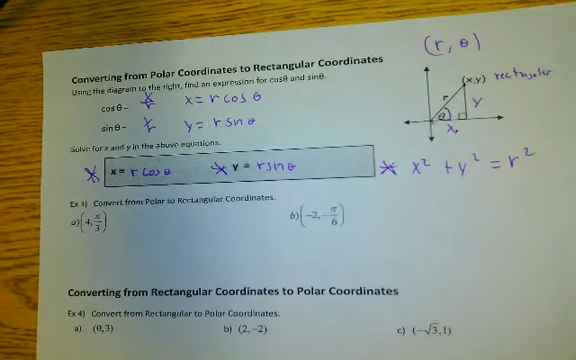 (r, θ)
Converting from Polar Coordinates to Rectangular Coordinates
Using the diagram to the right, find an expression for cosθ and sinθ.
cosθ= x/r x = r cos θ
(x,y) rectangular
r
y
θ
x
sinθ= y/r y = r sn θ
Solve for x and y in the above equations.
* x = r cos θ * y = r sn θ
* x² + y² = r²
Ex 3) Convert from Polar to Rectangular Coordinates.
a) (4, π/3) b) (-2, -π/6)
Converting from Rectangular Coordinates to Polar Coordinates
Ex 4) Convert from Rectangular to Polar Coordinates.
a) (0,3) b) (2,-2) c) (-√3,1)